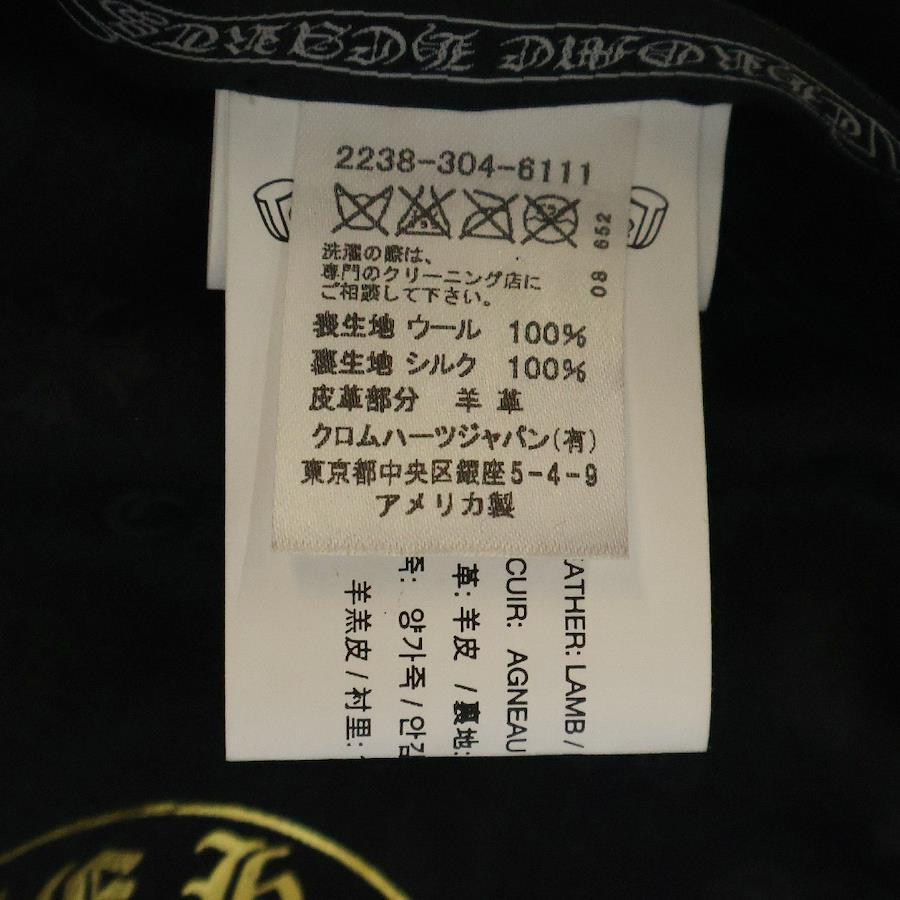 2238-304-6111
08 652
洗濯の際は、
専門のクリーニング店に
ご相談して下さい。
表生地 ウール 100%
裏生地 シルク 100%
皮革部分 羊革
クロムハーツジャパン(有)
東京都中央区銀座5-4-9
アメリカ製
ATHER: LAMB /
CUIR: AGNEAU
革: 羊皮 / 裏地:
죽: 양가죽 / 안감
羊羔皮 / 衬里: